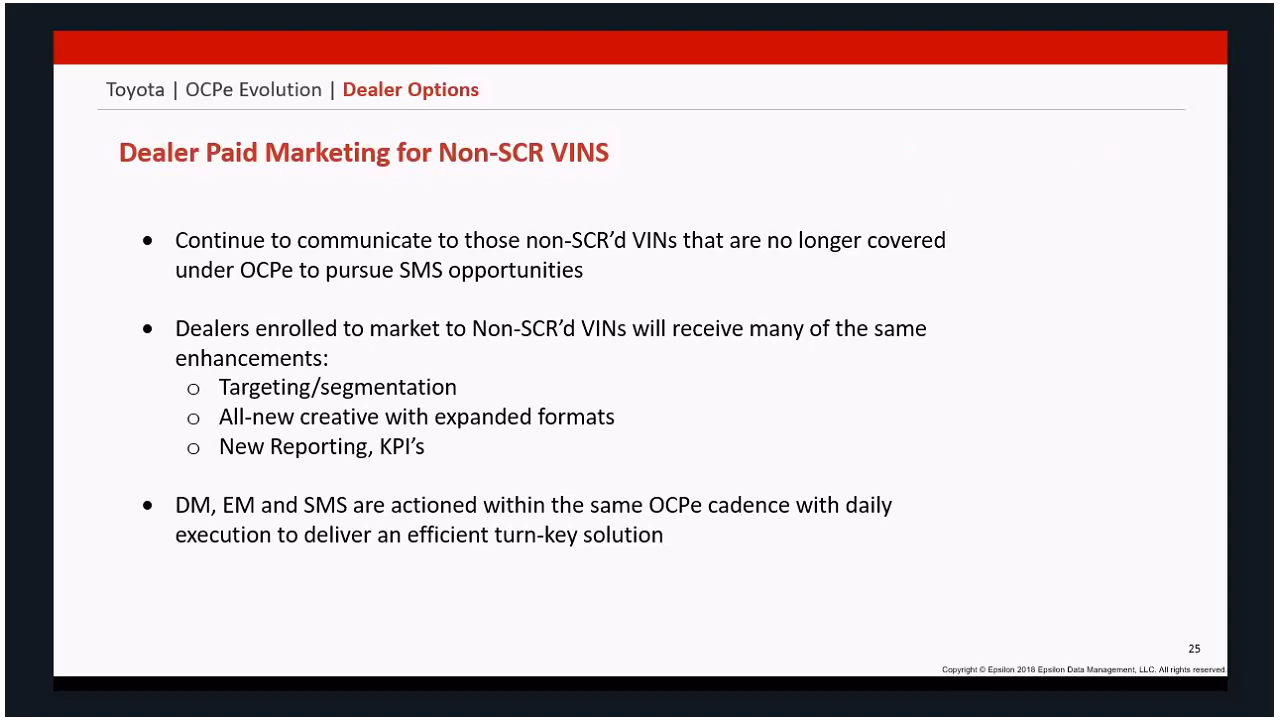 Toyota | OCPe Evolution | Dealer Options
Dealer Paid Marketing for Non-SCR VINS
• Continue to communicate to those non-SCR’d VINs that are no longer covered
under OCPe to pursue SMS opportunities
• Dealers enrolled to market to Non-SCR’d VINs will receive many of the same
enhancements:
o Targeting/segmentation
o All-new creative with expanded formats
o New Reporting, KPI’s
• DM, EM and SMS are actioned within the same OCPe cadence with daily
execution to deliver an efficient turn-key solution
25
Copyright © Epsilon 2018 Epsilon Data Management, LLC. All rights reserved.